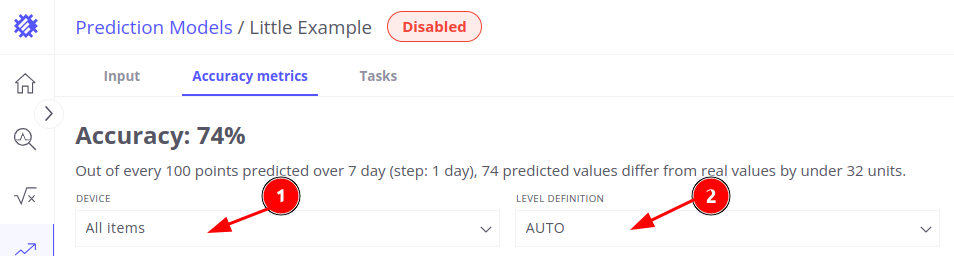 Prediction Models / Little Example Disabled
Input Accuracy metrics Tasks
Accuracy: 74%
Out of every 100 points predicted over 7 day (step: 1 day), 74 predicted values differ from real values by under 32 units.
1 2
DEVICE LEVEL DEFINITION
All items AUTO
√x